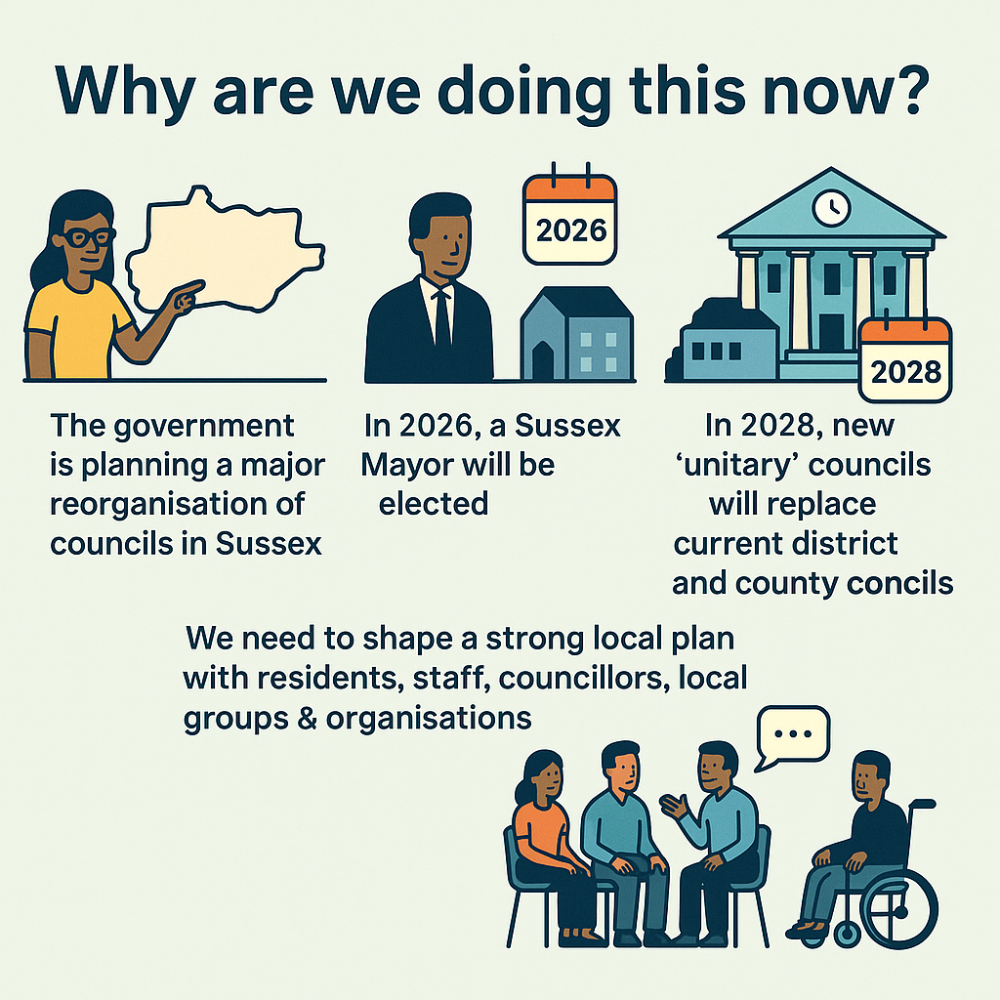 Why are we doing this now?
The government
is planning a major
reorganisation of
councils in Sussex
2026
In 2026, a Sussex
Mayor will be
elected
2028
In 2028, new
‘unitary’ councils
will replace
current district
and county concils
We need to shape a strong local plan
with residents, staff, councillors, local
groups & organisations